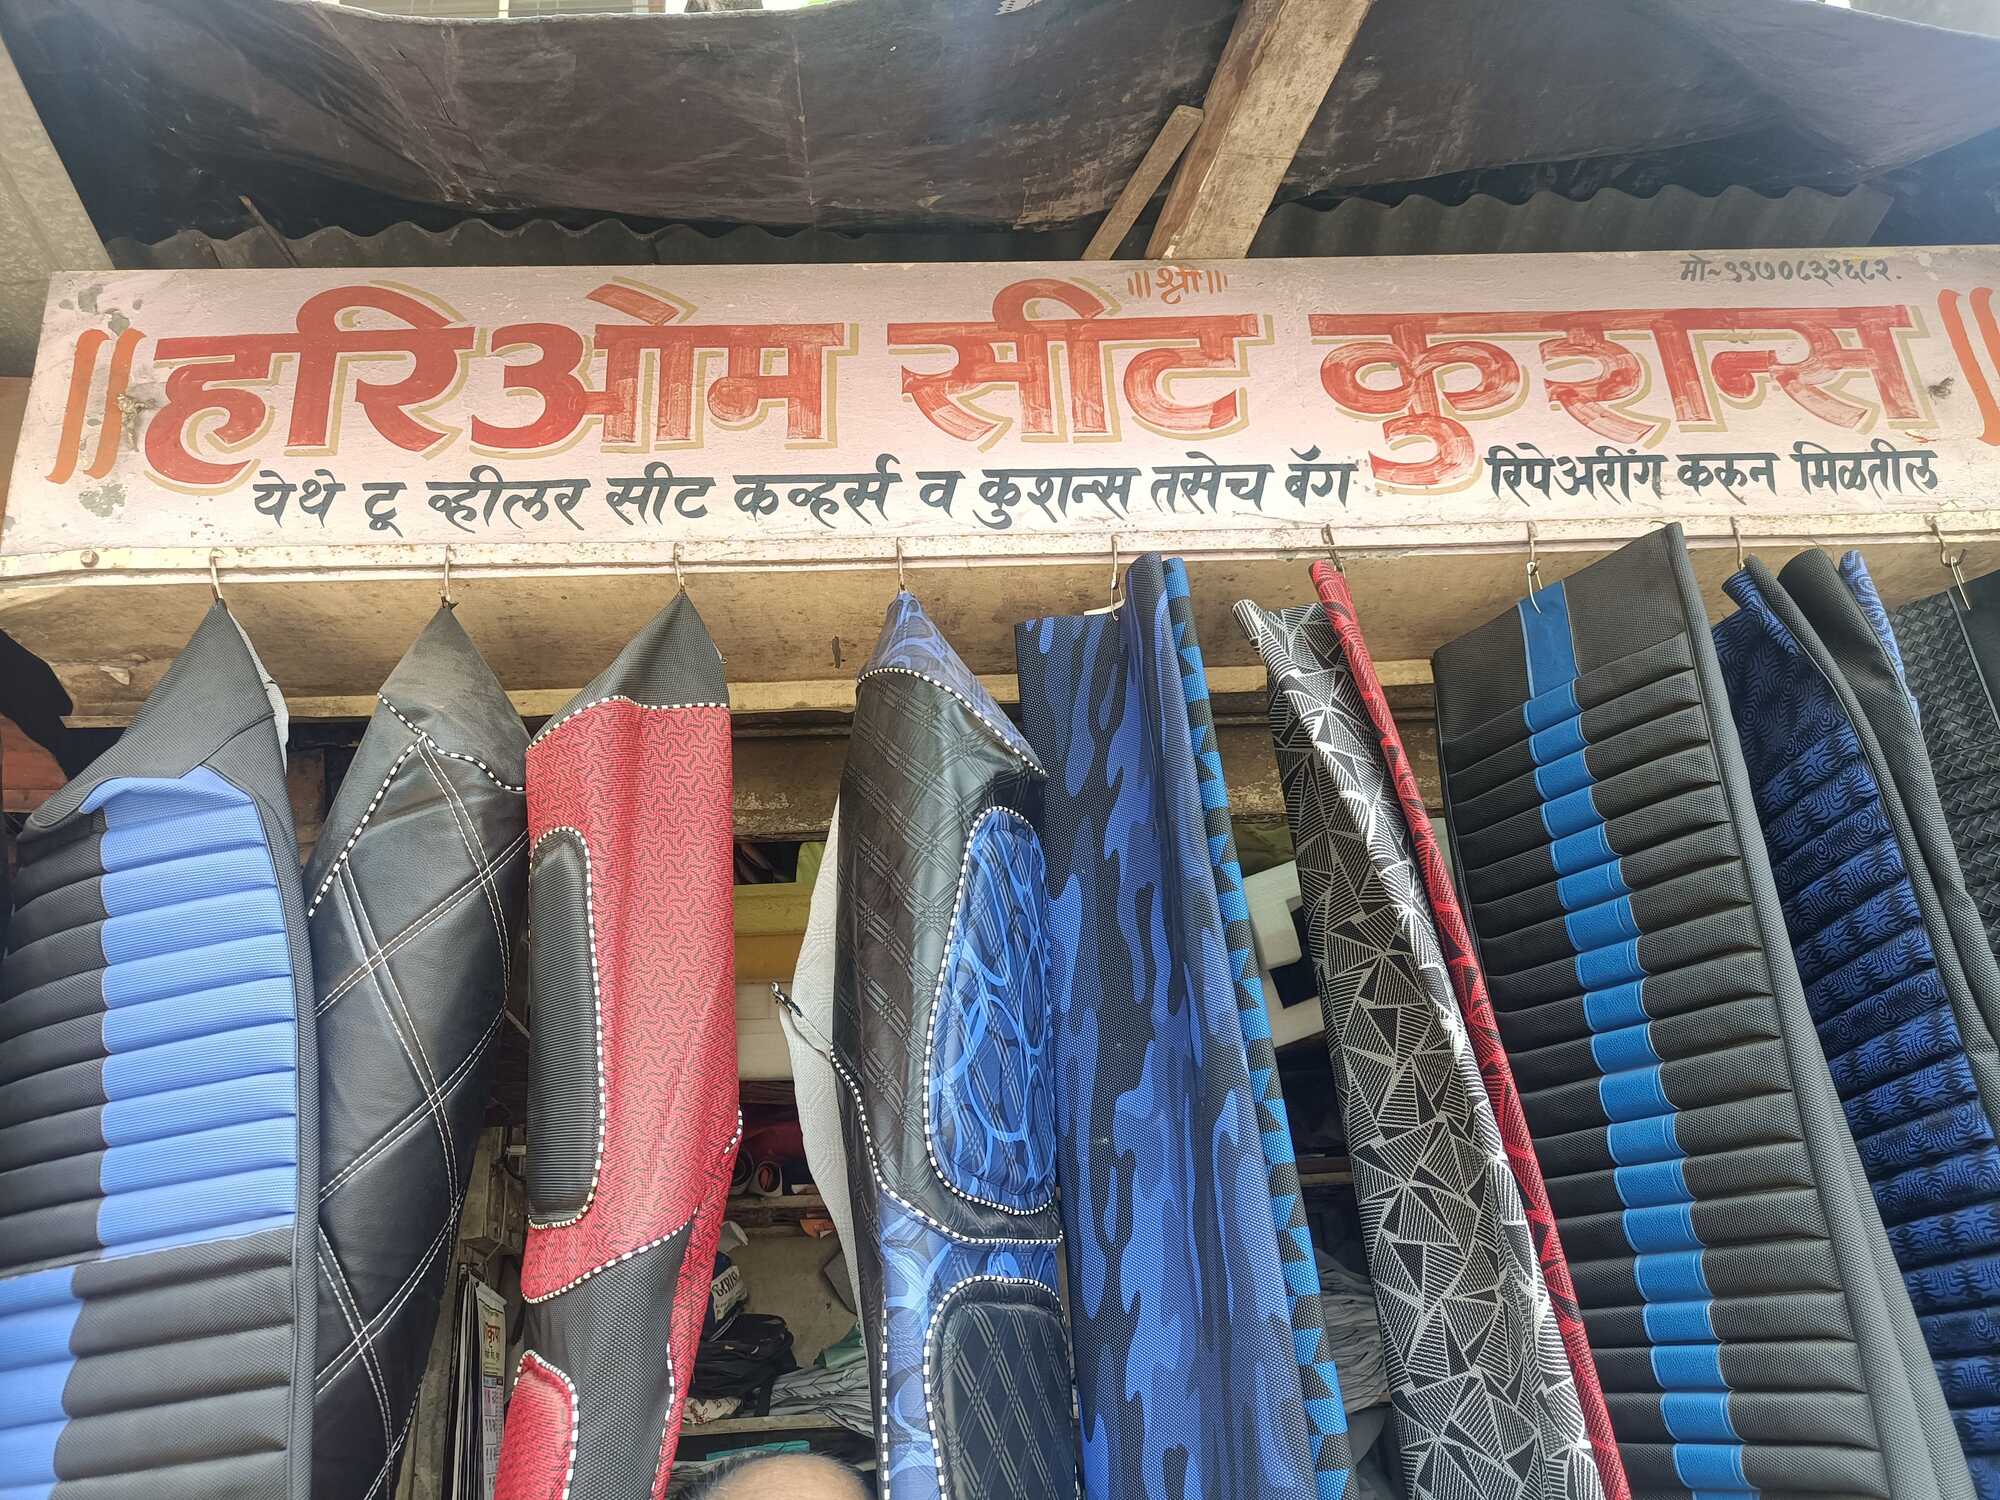 ॥ श्री ॥
मो~९९७०८३२६८२.
॥ हरिओम सीट कुशन्स ॥
येथे टू व्हीलर सीट कव्हर्स व कुशन्स तसेच बॅग रिपेअरींग करून मिळतील